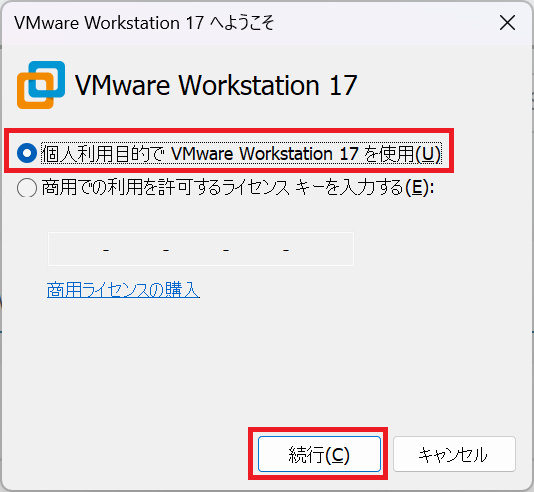 VMware Workstation 17 へようこそ
VMware Workstation 17
個人利用目的で VMware Workstation 17 を使用(U)
商用での利用を許可するライセンス キーを入力する(E):
- - - -
商用ライセンスの購入
続行(C)
キャンセル